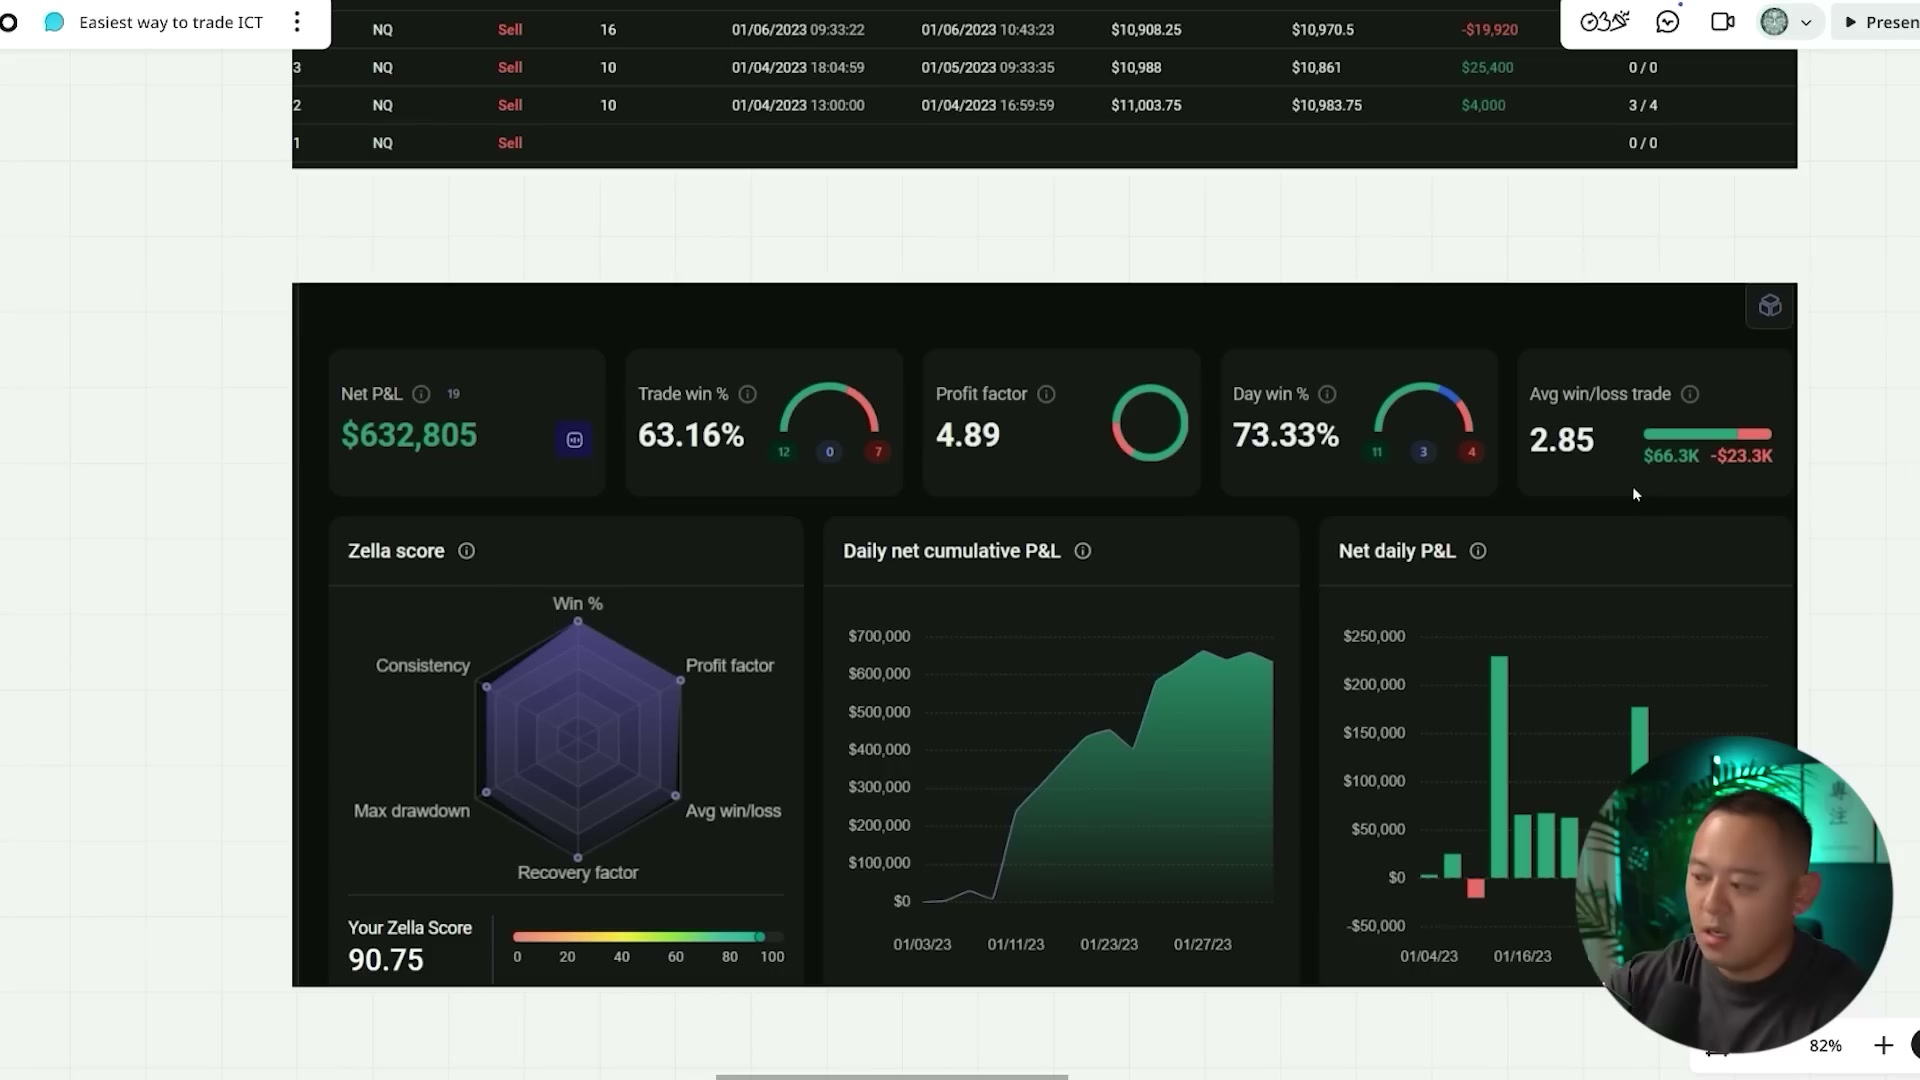 Easiest way to trade ICT
Presen
NQ Sell 16 01/06/2023 09:33:22 01/06/2023 10:43:23 $10,908.25 $10,970.5 -$19,920
3 NQ Sell 10 01/04/2023 18:04:59 01/05/2023 09:33:35 $10,988 $10,861 $25,400 0 / 0
2 NQ Sell 10 01/04/2023 13:00:00 01/04/2023 16:59:59 $11,003.75 $10,983.75 $4,000 3 / 4
1 NQ Sell 0 / 0
Net P&L 19
$632,805
Trade win %
63.16%
12 0 7
Profit factor
4.89
Day win %
73.33%
11 3 4
Avg win/loss trade
2.85
$66.3K -$23.3K
Zella score
Win %
Consistency
Profit factor
Max drawdown
Avg win/loss
Recovery factor
Your Zella Score
90.75
0 20 40 60 80 100
Daily net cumulative P&L
$700,000
$600,000
$500,000
$400,000
$300,000
$200,000
$100,000
$0
01/03/23 01/11/23 01/23/23 01/27/23
Net daily P&L
$250,000
$200,000
$150,000
$100,000
$50,000
$0
-$50,000
01/04/23 01/16/23
專
注
82%